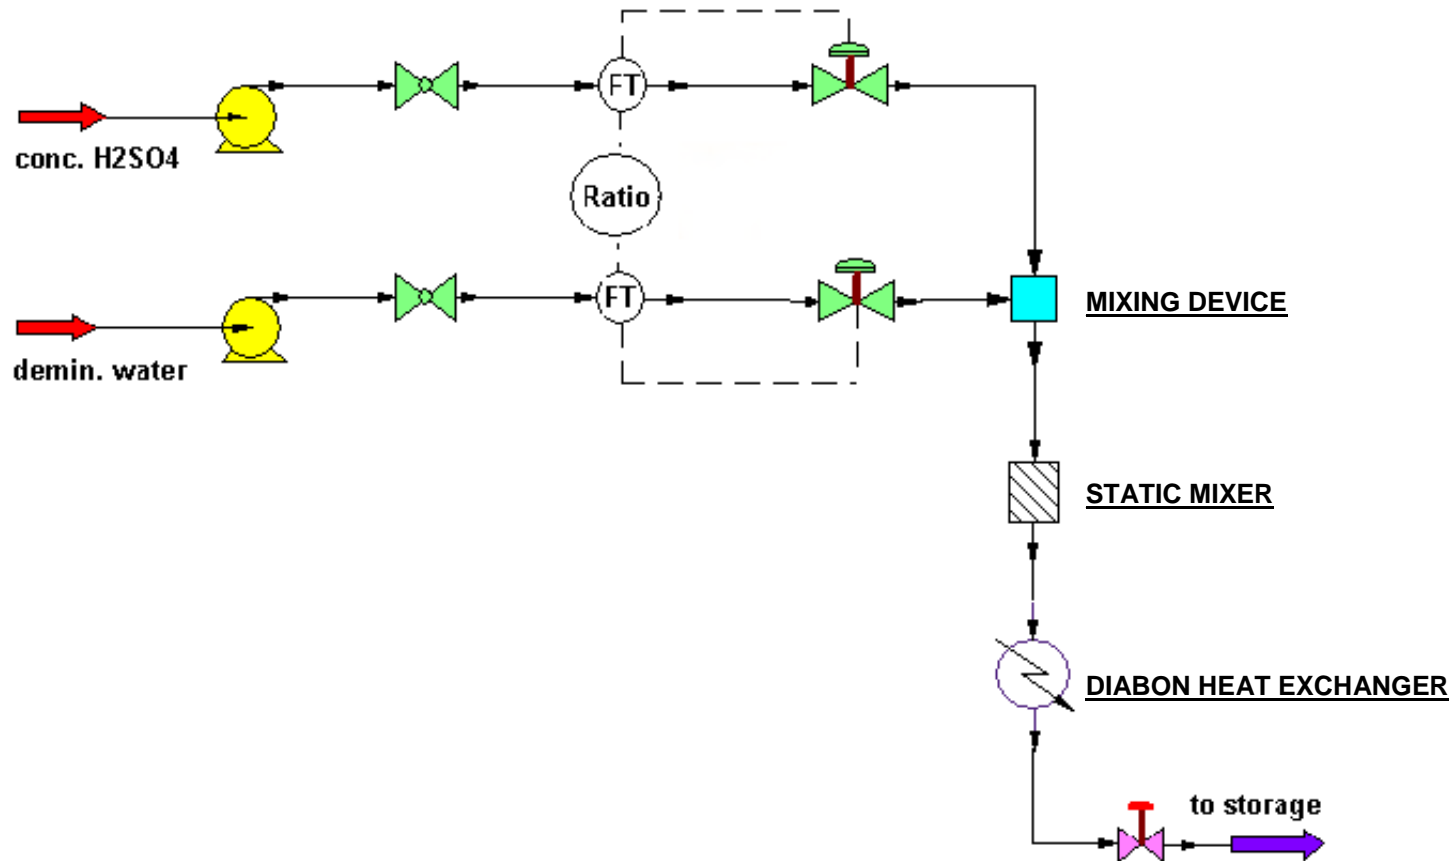 FT
conc. H2SO4
Ratio
FT
MIXING DEVICE
demin. water
STATIC MIXER
DIABON HEAT EXCHANGER
to storage